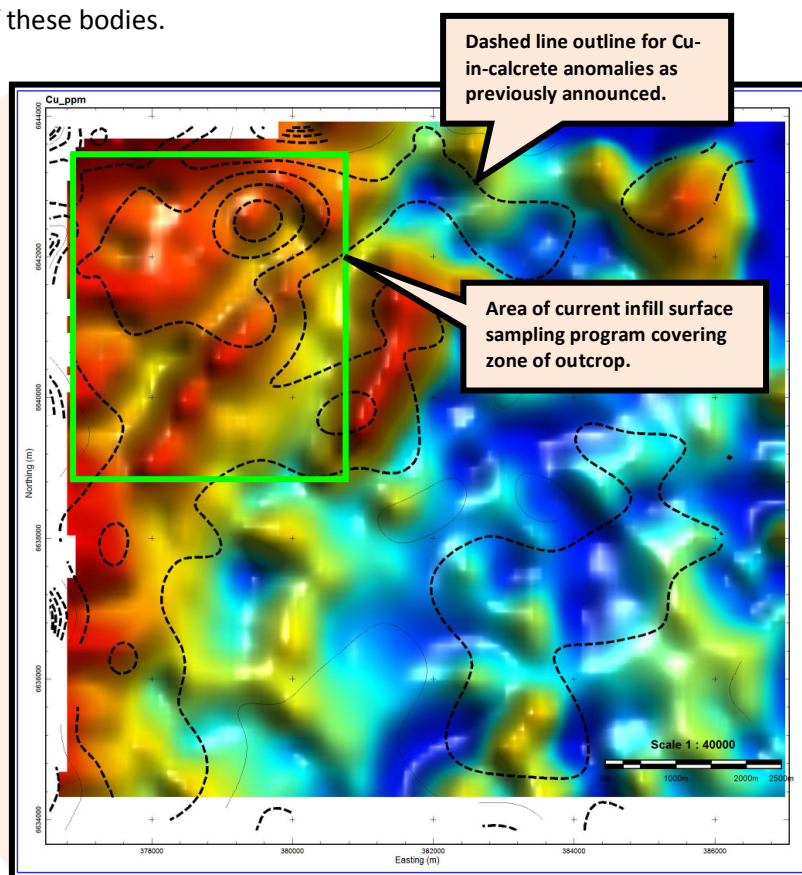 these bodies.
Dashed line outline for Cu-
in-calcrete anomalies as
previously announced.
Cu_ppm
6644000
6642000
Area of current infill surface
sampling program covering
zone of outcrop.
6640000
Northing (m)
6638000
6636000
Scale 1 : 40000
1000m 2000m 2500m
6634000
378000 380000 382000 384000 386000
Easting (m)